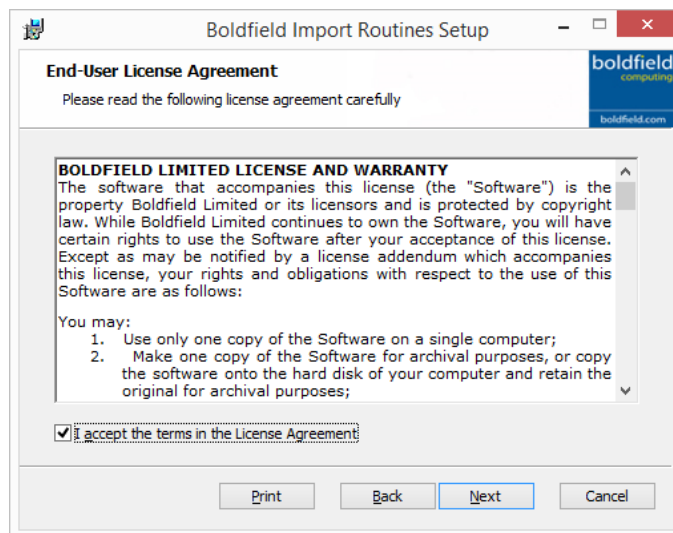 Boldfield Import Routines Setup
End-User License Agreement
Please read the following license agreement carefully
boldfield
computing
boldfield.com
BOLDFIELD LIMITED LICENSE AND WARRANTY
The software that accompanies this license (the "Software") is the
property Boldfield Limited or its licensors and is protected by copyright
law. While Boldfield Limited continues to own the Software, you will have
certain rights to use the Software after your acceptance of this license.
Except as may be notified by a license addendum which accompanies
this license, your rights and obligations with respect to the use of this
Software are as follows:
You may:
1. Use only one copy of the Software on a single computer;
2. Make one copy of the Software for archival purposes, or copy
the software onto the hard disk of your computer and retain the
original for archival purposes;
I accept the terms in the License Agreement
Print Back Next Cancel